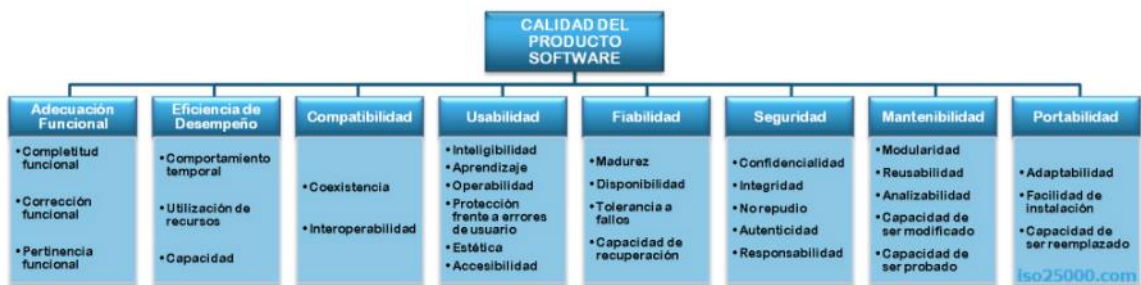 CALIDAD DEL
PRODUCTO
SOFTWARE
Adecuación
Funcional
• Completitud
funcional
• Corrección
funcional
• Pertinencia
funcional
Eficiencia de
Desempeño
• Comportamiento
temporal
• Utilización de
recursos
• Capacidad
Compatibilidad
• Coexistencia
• Interoperabilidad
Usabilidad
• Inteligibilidad
• Aprendizaje
• Operabilidad
• Protección
frente a errores
de usuario
• Estética
• Accesibilidad
Fiabilidad
• Madurez
• Disponibilidad
• Tolerancia a
fallos
• Capacidad de
recuperación
Seguridad
• Confidencialidad
• Integridad
• No repudio
• Autenticidad
• Responsabilidad
Mantenibilidad
• Modularidad
• Reusabilidad
• Analizabilidad
• Capacidad de
ser modificado
• Capacidad de
ser probado
Portabilidad
• Adaptabilidad
• Facilidad de
instalación
• Capacidad de
ser reemplazado
iso25000.com